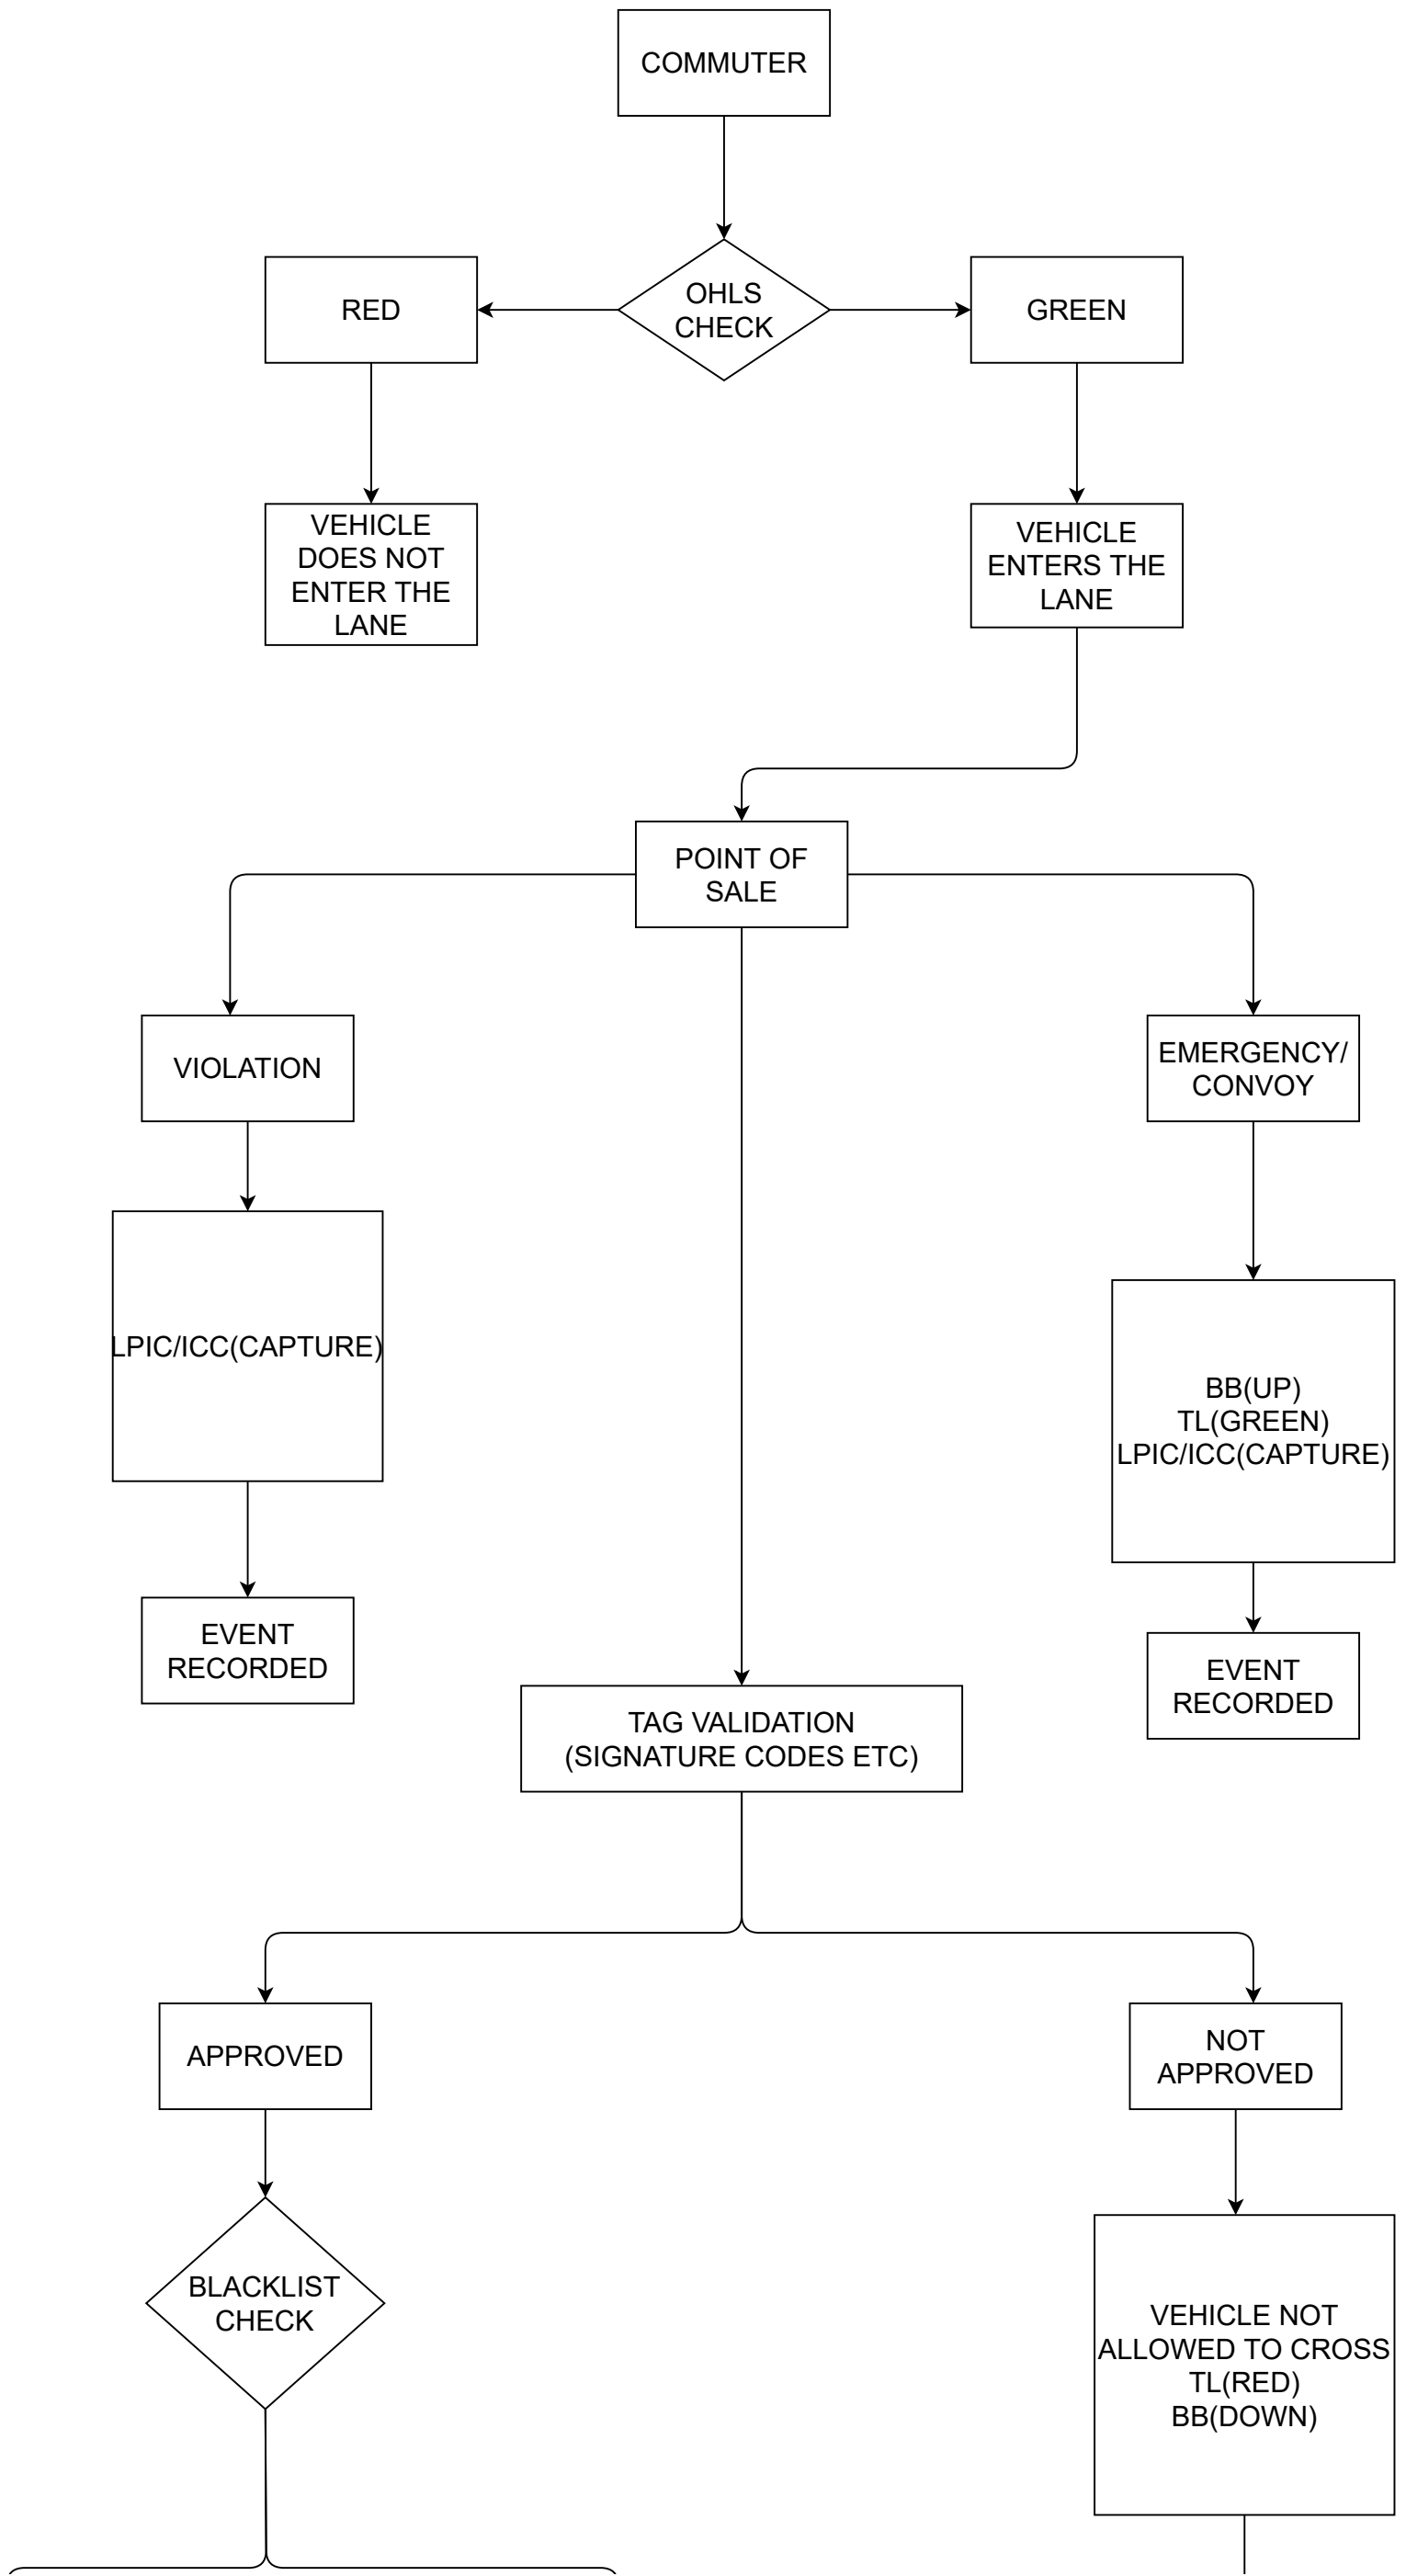 COMMUTER
RED
OHLS
CHECK
GREEN
VEHICLE
DOES NOT
ENTER THE
LANE
VEHICLE
ENTERS THE
LANE
POINT OF
SALE
VIOLATION
EMERGENCY/
CONVOY
LPIC/ICC(CAPTURE)
BB(UP)
TL(GREEN)
LPIC/ICC(CAPTURE)
EVENT
RECORDED
EVENT
RECORDED
TAG VALIDATION
(SIGNATURE CODES ETC)
APPROVED
NOT
APPROVED
BLACKLIST
CHECK
VEHICLE NOT
ALLOWED TO CROSS
TL(RED)
BB(DOWN)